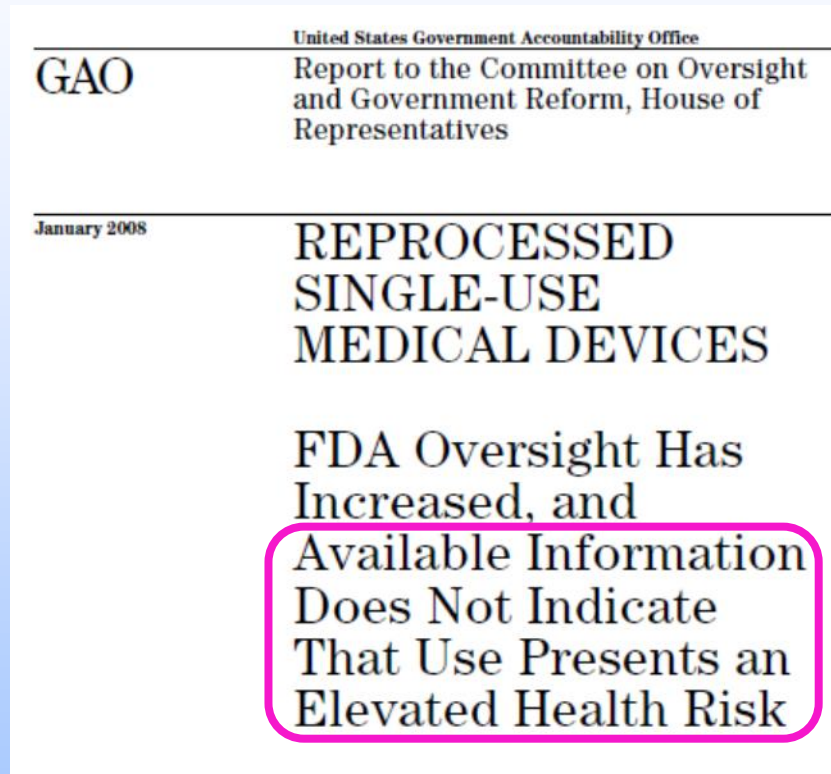 United States Government Accountability Office
GAO
Report to the Committee on Oversight
and Government Reform, House of
Representatives
January 2008
REPROCESSED
SINGLE-USE
MEDICAL DEVICES
FDA Oversight Has
Increased, and
Available Information
Does Not Indicate
That Use Presents an
Elevated Health Risk